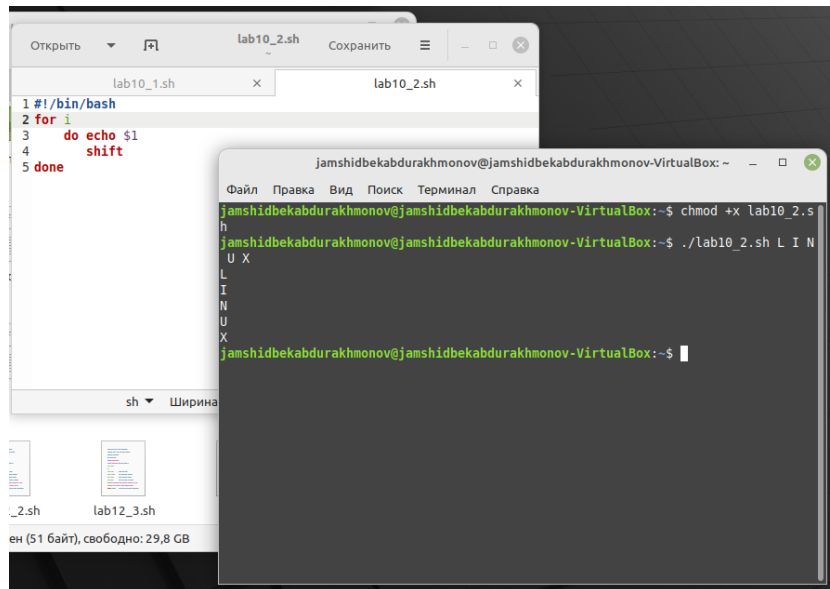 Открыть
lab10_2.sh
~
Сохранить
lab10_1.sh
lab10_2.sh
1 #!/bin/bash
2 for i
3 do echo $1
4 shift
5 done
sh
Ширина
_2.sh
lab12_3.sh
ен (51 байт), свободно: 29,8 GB
jamshidbekabdurakhmonov@jamshidbekabdurakhmonov-VirtualBox: ~
Файл Правка Вид Поиск Терминал Справка
jamshidbekabdurakhmonov@jamshidbekabdurakhmonov-VirtualBox:~$ chmod +x lab10_2.s
h
jamshidbekabdurakhmonov@jamshidbekabdurakhmonov-VirtualBox:~$ ./lab10_2.sh L I N
U X
L
I
N
U
X
jamshidbekabdurakhmonov@jamshidbekabdurakhmonov-VirtualBox:~$